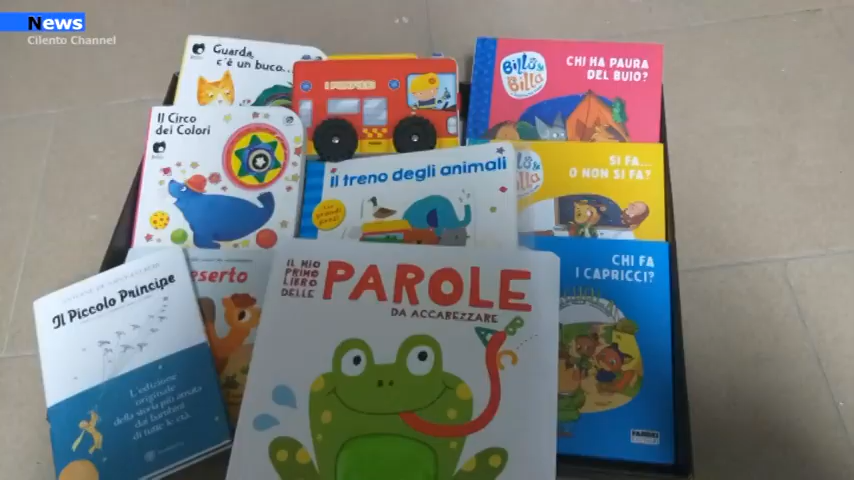 News
Cilento Channel
Guarda,
c'è un buco...
I POMPIERI
Billo &
Billa
CHI HA PAURA
DEL BUIO?
Il Circo
dei Colori
Il treno degli animali
Billa
SI FA...
O NON SI FA?
CHI FA
I CAPRICCI?
Il Piccolo Principe
L'edizione
originale
della storia più amata
dai bambini
di tutte le età
eserto
IL MIO
PRIMO
LIBRO
DELLE
PAROLE
DA ACCAREZZARE
A
B
C
FABBRI